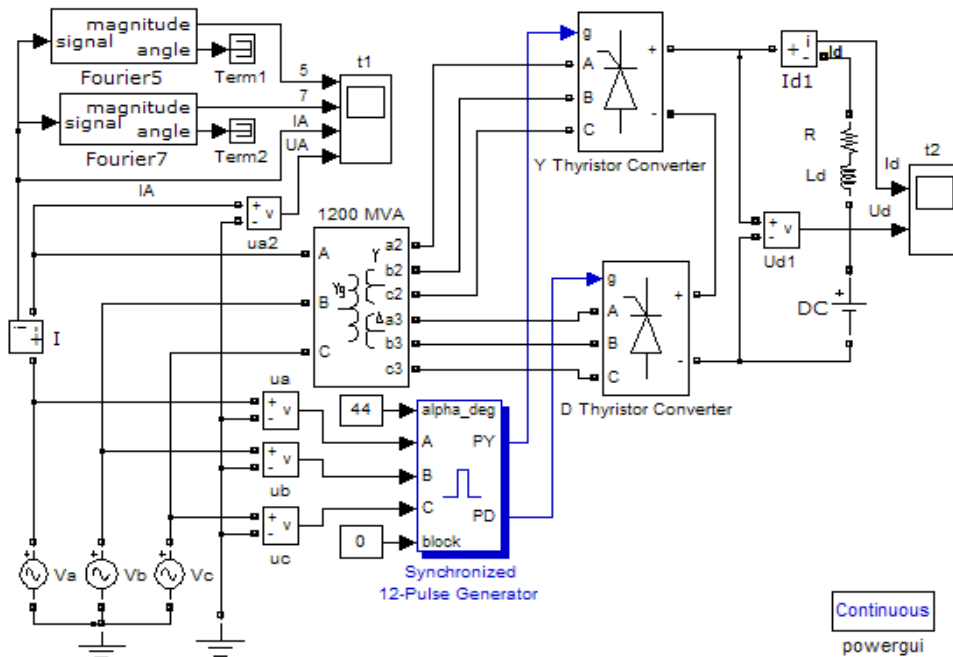 magnitude
signal
angle
Fourier5
Term1
magnitude
signal
angle
Fourier7
Term2
5
7
IA
UA
t1
IA
+
-
v
ua2
1200 MVA
A
B
C
Yg
Y
Δ
a2
b2
c2
a3
b3
c3
g
A
B
C
+
-
Y Thyristor Converter
g
A
B
C
+
-
D Thyristor Converter
+
i
-
Id
Id1
R
Ld
Id
t2
Ud
+
-
v
Ud1
+
DC
i
+
-
I
ua
+
-
v
ub
+
-
v
uc
+
-
v
44
0
alpha_deg
A
B
C
block
PY
PD
Synchronized
12-Pulse Generator
+
Va
+
Vb
+
Vc
Continuous
powergui